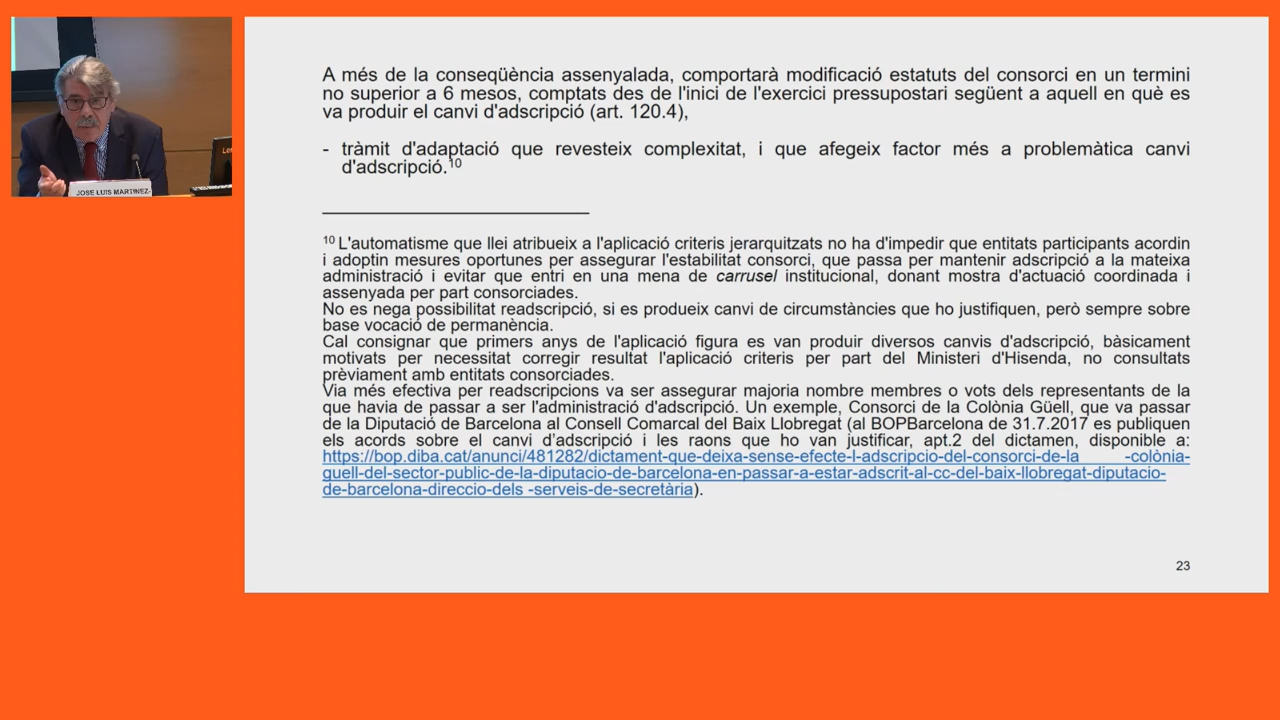 JOSE LUIS MARTINEZ-
A més de la conseqüència assenyalada, comportarà modificació estatuts del consorci en un termini
no superior a 6 mesos, comptats des de l'inici de l'exercici pressupostari següent a aquell en què es
va produir el canvi d'adscripció (art. 120.4),
- tràmit d'adaptació que revesteix complexitat, i que afegeix factor més a problemàtica canvi
d'adscripció.10
10 L'automatisme que llei atribueix a l'aplicació criteris jerarquitzats no ha d'impedir que entitats participants acordin
i adoptin mesures oportunes per assegurar l'estabilitat consorci, que passa per mantenir adscripció a la mateixa
administració i evitar que entri en una mena de carrusel institucional, donant mostra d'actuació coordinada i
assenyada per part consorciades.
No es nega possibilitat readscripció, si es produeix canvi de circumstàncies que ho justifiquen, però sempre sobre
base vocació de permanència.
Cal consignar que primers anys de l'aplicació figura es van produir diversos canvis d'adscripció, bàsicament
motivats per necessitat corregir resultat l'aplicació criteris per part del Ministeri d'Hisenda, no consultats
prèviament amb entitats consorciades.
Via més efectiva per readscripcions va ser assegurar majoria nombre membres o vots dels representants de la
que havia de passar a ser l'administració d'adscripció. Un exemple, Consorci de la Colònia Güell, que va passar
de la Diputació de Barcelona al Consell Comarcal del Baix Llobregat (al BOPBarcelona de 31.7.2017 es publiquen
els acords sobre el canvi d'adscripció i les raons que ho van justificar, apt.2 del dictamen, disponible a:
https://bop.diba.cat/anunci/481282/dictament-que-deixa-sense-efecte-l-adscripcio-del-consorci-de-la -colònia-
guell-del-sector-public-de-la-diputacio-de-barcelona-en-passar-a-estar-adscrit-al-cc-del-baix-llobregat-diputacio-
de-barcelona-direccio-dels -serveis-de-secretària).
23